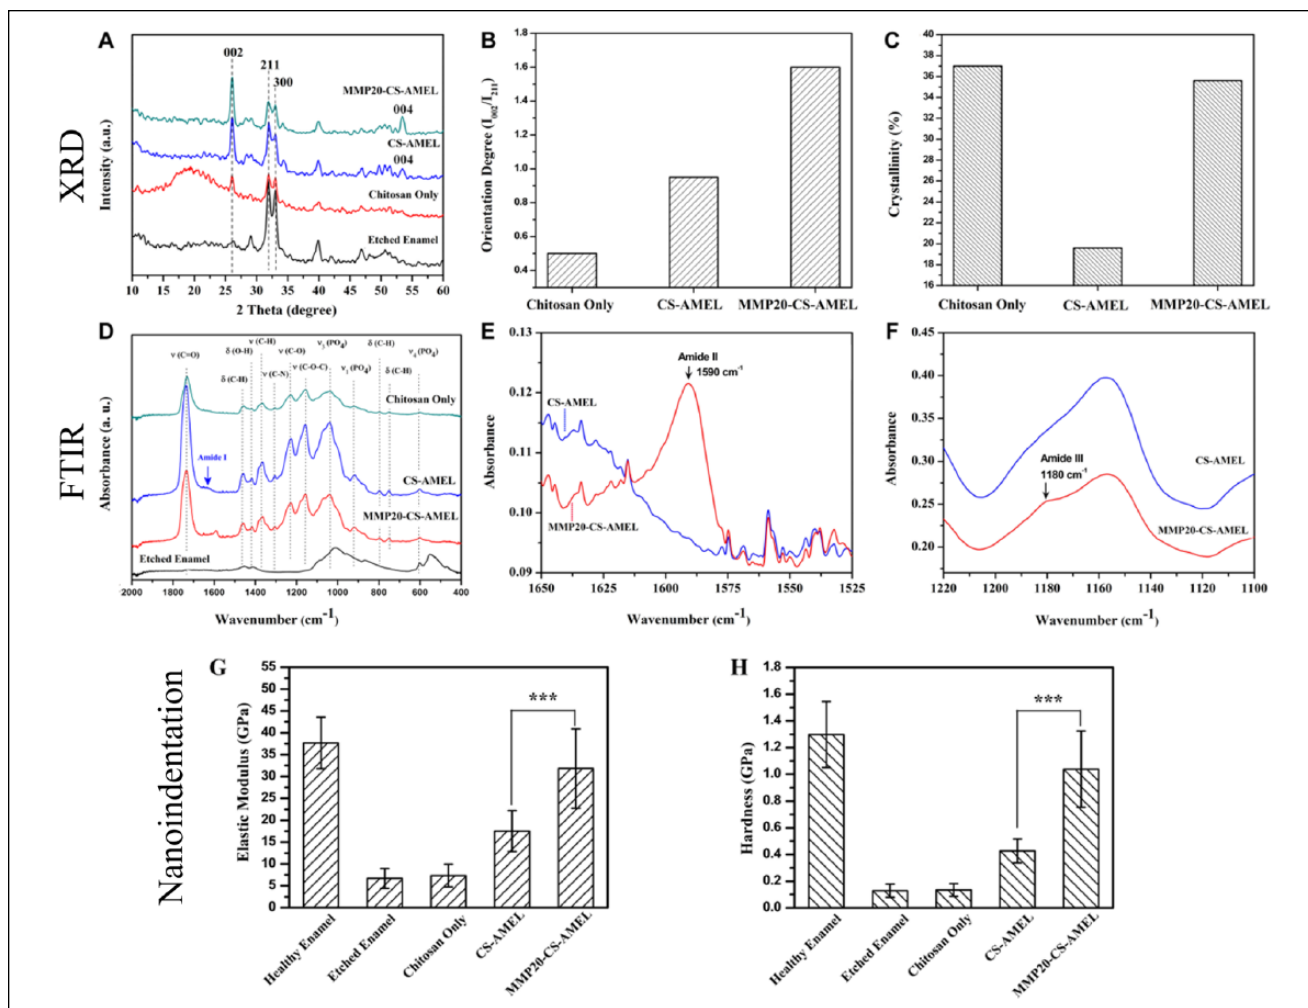 XRD
A
002
211
300
MMP20-CS-AMEL
004
CS-AMEL
004
Chitosan Only
Etched Enamel
Intensity (a.u.)
10 15 20 25 30 35 40 45 50 55 60
2 Theta (degree)
B
1.6
1.4
1.2
1.0
0.8
0.6
0.4
Orientation Degree (I002/I211)
Chitosan Only CS-AMEL MMP20-CS-AMEL
C
40
38
36
34
32
30
28
26
24
22
20
18
16
Crystallinity (%)
Chitosan Only CS-AMEL MMP20-CS-AMEL
FTIR
D
ν (C=O)
δ (O-H)
ν (C-H)
ν (C-O)
ν3 (PO4)
δ (C-H)
ν4 (PO4)
δ (C-H)
ν (C-N)
ν (C-O-C)
ν1 (PO4)
δ (C-H)
Chitosan Only
Amide I
CS-AMEL
MMP20-CS-AMEL
Etched Enamel
Absorbance (a. u.)
2000 1800 1600 1400 1200 1000 800 600 400
Wavenumber (cm-1)
E
0.13
0.12
0.11
0.10
0.09
Absorbance
Amide II
1590 cm-1
CS-AMEL
MMP20-CS-AMEL
1650 1625 1600 1575 1550 1525
Wavenumber (cm-1)
F
0.45
0.40
0.35
0.30
0.25
0.20
Absorbance
Amide III
1180 cm-1
CS-AMEL
MMP20-CS-AMEL
1220 1200 1180 1160 1140 1120 1100
Wavenumber (cm-1)
Nanoindentation
G
55
50
45
40
35
30
25
20
15
10
5
0
Elastic Modulus (GPa)
***
Healthy Enamel
Etched Enamel
Chitosan Only
CS-AMEL
MMP20-CS-AMEL
H
1.8
1.6
1.4
1.2
1.0
0.8
0.6
0.4
0.2
0.0
Hardness (GPa)
***
Healthy Enamel
Etched Enamel
Chitosan Only
CS-AMEL
MMP20-CS-AMEL